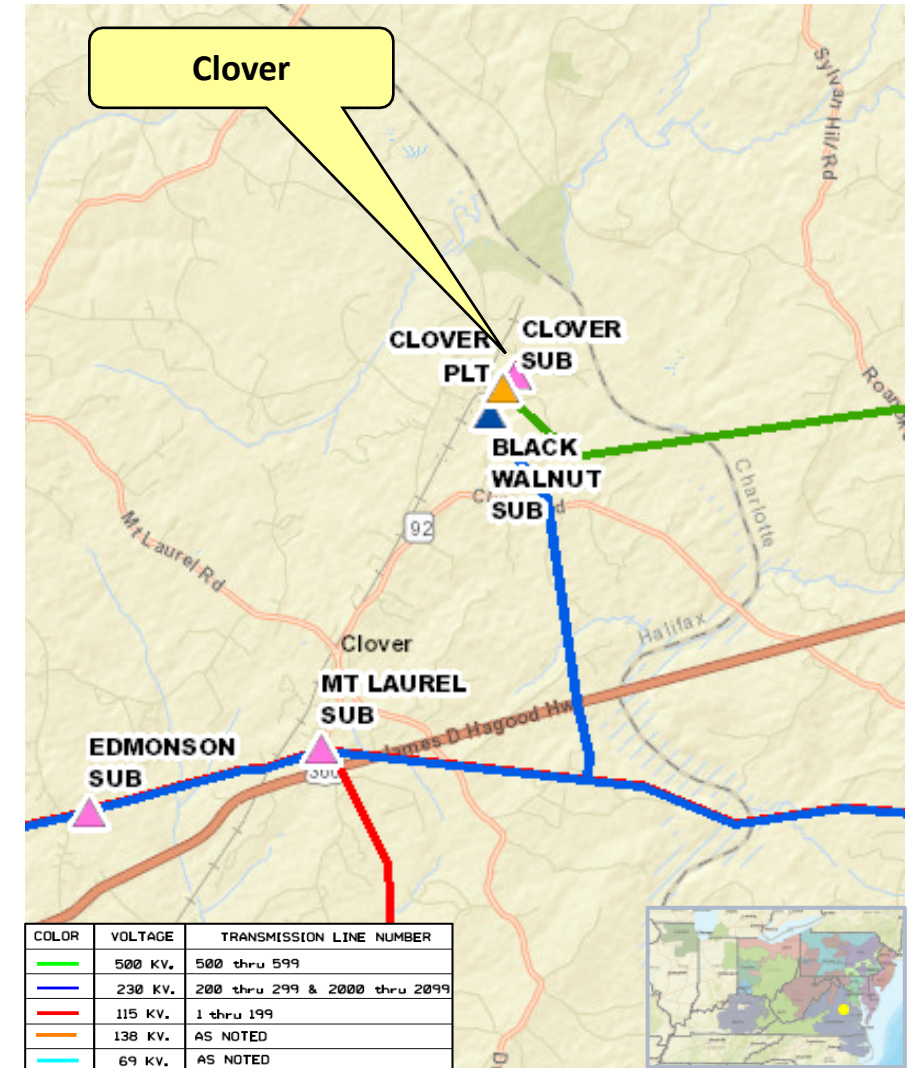 Clover
Sylvan Hill Rd
CLOVER
PLT
CLOVER
SUB
BLACK
WALNUT
SUB
92
Charlotte
Mt Laurel Rd
Halifax
Clover
MT LAUREL
SUB
James D Hagood Hw
EDMONSON
SUB
COLOR VOLTAGE TRANSMISSION LINE NUMBER
500 KV. 500 thru 599
230 KV. 200 thru 299 & 2000 thru 2099
115 KV. 1 thru 199
138 KV. AS NOTED
69 KV. AS NOTED